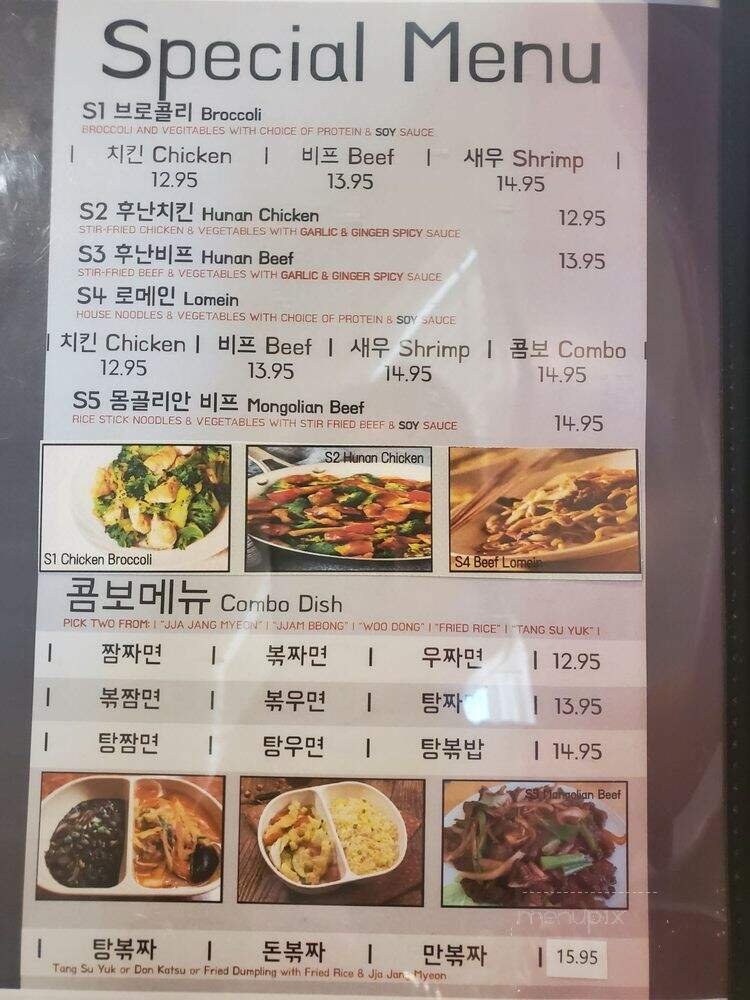 Special Menu
S1 브로콜리 Broccoli
BROCCOLI AND VEGITABLES WITH CHOICE OF PROTEIN & SOY SAUCE
| 치킨 Chicken | 비프 Beef | 새우 Shrimp |
12.95 13.95 14.95
S2 후난치킨 Hunan Chicken 12.95
STIR-FRIED CHICKEN & VEGETABLES WITH GARLIC & GINGER SPICY SAUCE
S3 후난비프 Hunan Beef 13.95
STIR-FRIED BEEF & VEGETABLES WITH GARLIC & GINGER SPICY SAUCE
S4 로메인 Lomein
HOUSE NOODLES & VEGETABLES WITH CHOICE OF PROTEIN & SOY SAUCE
| 치킨 Chicken | 비프 Beef | 새우 Shrimp | 콤보 Combo |
12.95 13.95 14.95 14.95
S5 몽골리안 비프 Mongolian Beef 14.95
RICE STICK NOODLES & VEGETABLES WITH STIR FRIED BEEF & SOY SAUCE
S1 Chicken Broccoli
S2 Hunan Chicken
S4 Beef Lomein
콤보메뉴 Combo Dish
PICK TWO FROM: | "JJA JANG MYEON" | "JJAM BBONG" | "WOO DONG" | "FRIED RICE" | "TANG SU YUK" |
| 짬짜면 | 볶짜면 | 우짜면 | 12.95
| 볶짬면 | 볶우면 | 탕짜 | 13.95
| 탕짬면 | 탕우면 | 탕볶밥 | 14.95
S5 Mongolian Beef
menupix
| 탕볶짜 | 돈볶짜 | 만볶짜 | 15.95
Tang Su Yuk or Don Katsu or Fried Dumpling with Fried Rice & Jja Jang Myeon